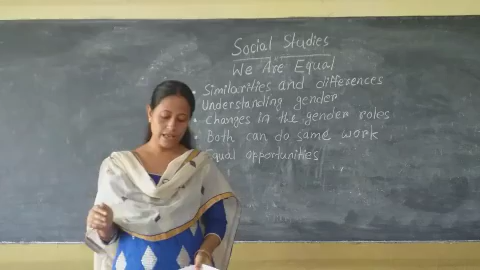 Social Studies
We Are Equal
• Similarities and differences
Understanding gender
• changes in the gender roles
• Both can do same work,
Equal opportunities